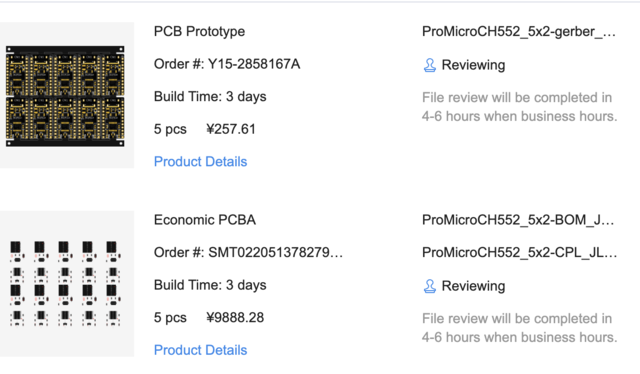 PCB Prototype
ProMicroCH552_5x2-gerber_...
Order #: Y15-2858167A
Reviewing
Build Time: 3 days
File review will be completed in
4-6 hours when business hours.
5 pcs ¥257.61
Product Details
Economic PCBA
ProMicroCH552_5x2-BOM_J...
Order #: SMT022051378279...
ProMicroCH552_5x2-CPL_JL...
Build Time: 3 days
Reviewing
5 pcs ¥9888.28
File review will be completed in
4-6 hours when business hours.
Product Details